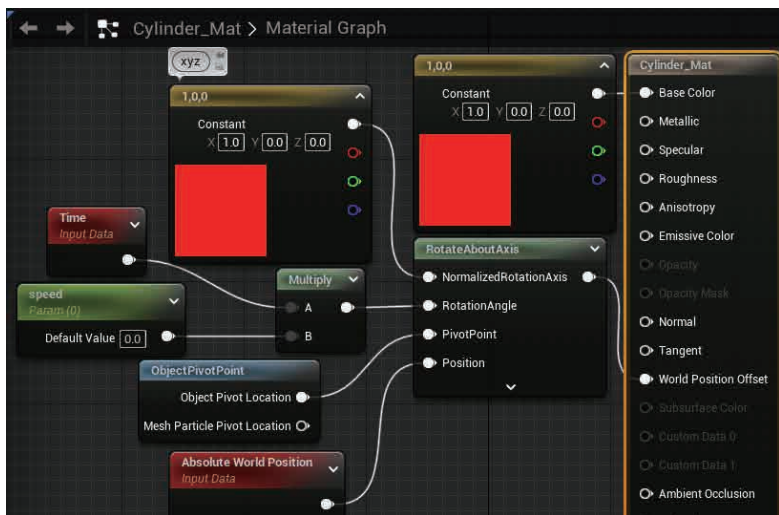 Cylinder_Mat > Material Graph
xyz
1,0,0
Constant
X 1.0 Y 0.0 Z 0.0
1,0,0
Constant
X 1.0 Y 0.0 Z 0.0
Time
Input Data
speed
Param (0)
Default Value 0.0
Multiply
A
B
ObjectPivotPoint
Object Pivot Location
Mesh Particle Pivot Location
Absolute World Position
Input Data
RotateAboutAxis
NormalizedRotationAxis
RotationAngle
PivotPoint
Position
Cylinder_Mat
Base Color
Metallic
Specular
Roughness
Anisotropy
Emissive Color
Opacity
Opacity Mask
Normal
Tangent
World Position Offset
Subsurface Color
Custom Data 0
Custom Data 1
Ambient Occlusion